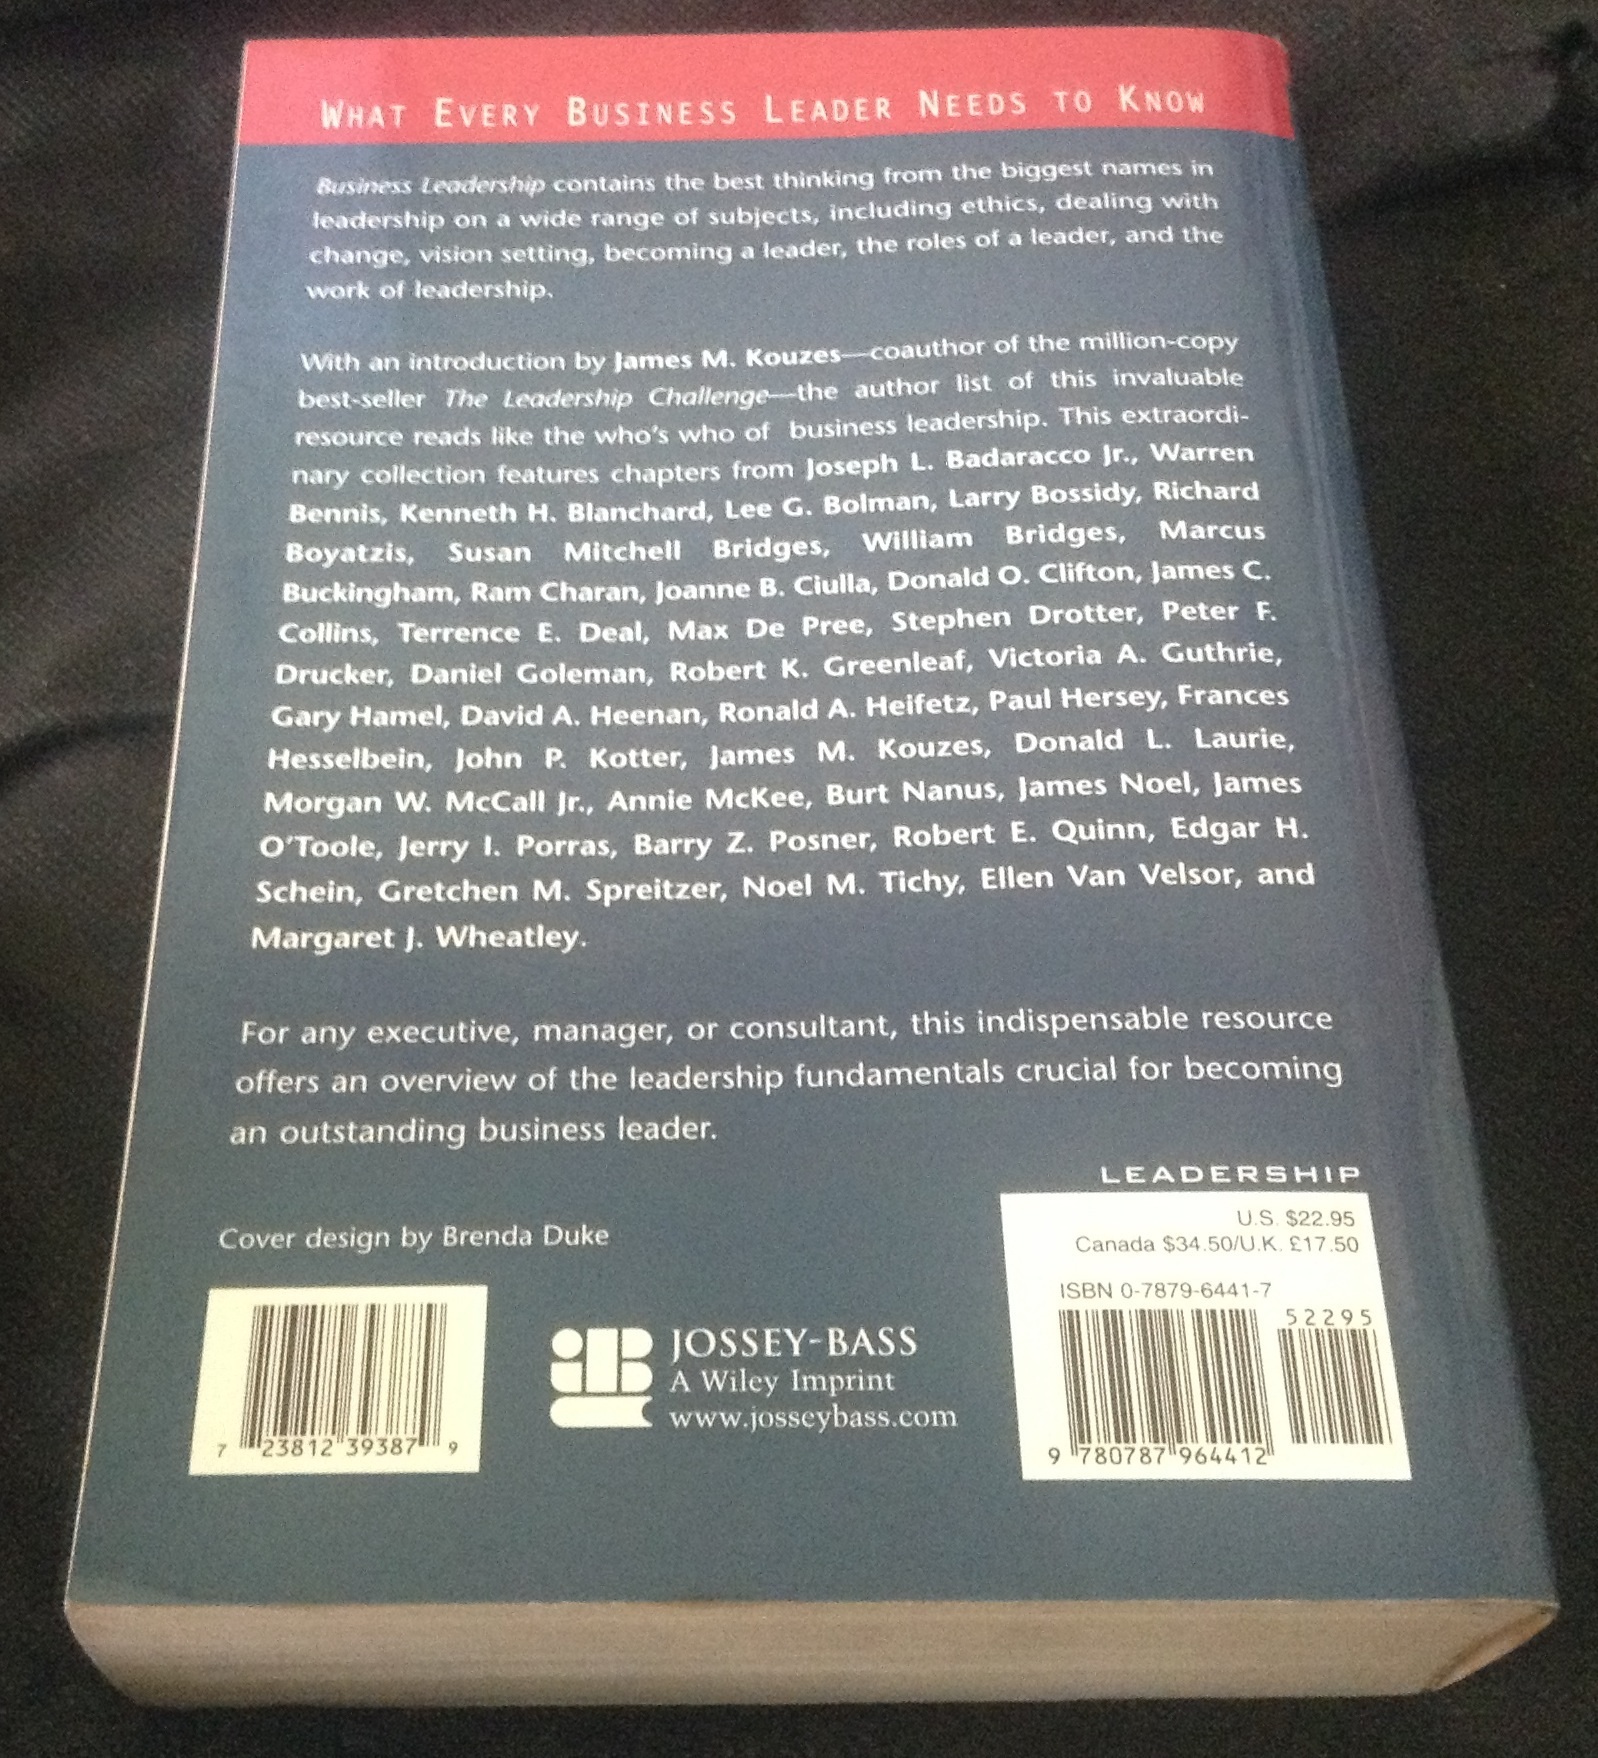 WHAT EVERY BUSINESS LEADER NEEDS TO KNOW
Business Leadership contains the best thinking from the biggest names in
leadership on a wide range of subjects, including ethics, dealing with
change, vision setting, becoming a leader, the roles of a leader, and the
work of leadership.
With an introduction by James M. Kouzes—coauthor of the million-copy
best-seller The Leadership Challenge—the author list of this invaluable
resource reads like the who's who of business leadership. This extraordi-
nary collection features chapters from Joseph L. Badaracco Jr., Warren
Bennis, Kenneth H. Blanchard, Lee G. Bolman, Larry Bossidy, Richard
Boyatzis, Susan Mitchell Bridges, William Bridges, Marcus
Buckingham, Ram Charan, Joanne B. Ciulla, Donald O. Clifton, James C.
Collins, Terrence E. Deal, Max De Pree, Stephen Drotter, Peter F.
Drucker, Daniel Goleman, Robert K. Greenleaf, Victoria A. Guthrie,
Gary Hamel, David A. Heenan, Ronald A. Heifetz, Paul Hersey, Frances
Hesselbein, John P. Kotter, James M. Kouzes, Donald L. Laurie,
Morgan W. McCall Jr., Annie McKee, Burt Nanus, James Noel, James
O'Toole, Jerry I. Porras, Barry Z. Posner, Robert E. Quinn, Edgar H.
Schein, Gretchen M. Spreitzer, Noel M. Tichy, Ellen Van Velsor, and
Margaret J. Wheatley.
For any executive, manager, or consultant, this indispensable resource
offers an overview of the leadership fundamentals crucial for becoming
an outstanding business leader.
LEADERSHIP
U.S. $22.95
Canada $34.50/U.K. £17.50
ISBN 0-7879-6441-7
52295
9 780787 964412
Cover design by Brenda Duke
7 23812 39387 9
JOSSEY-BASS
A Wiley Imprint
www.josseybass.com